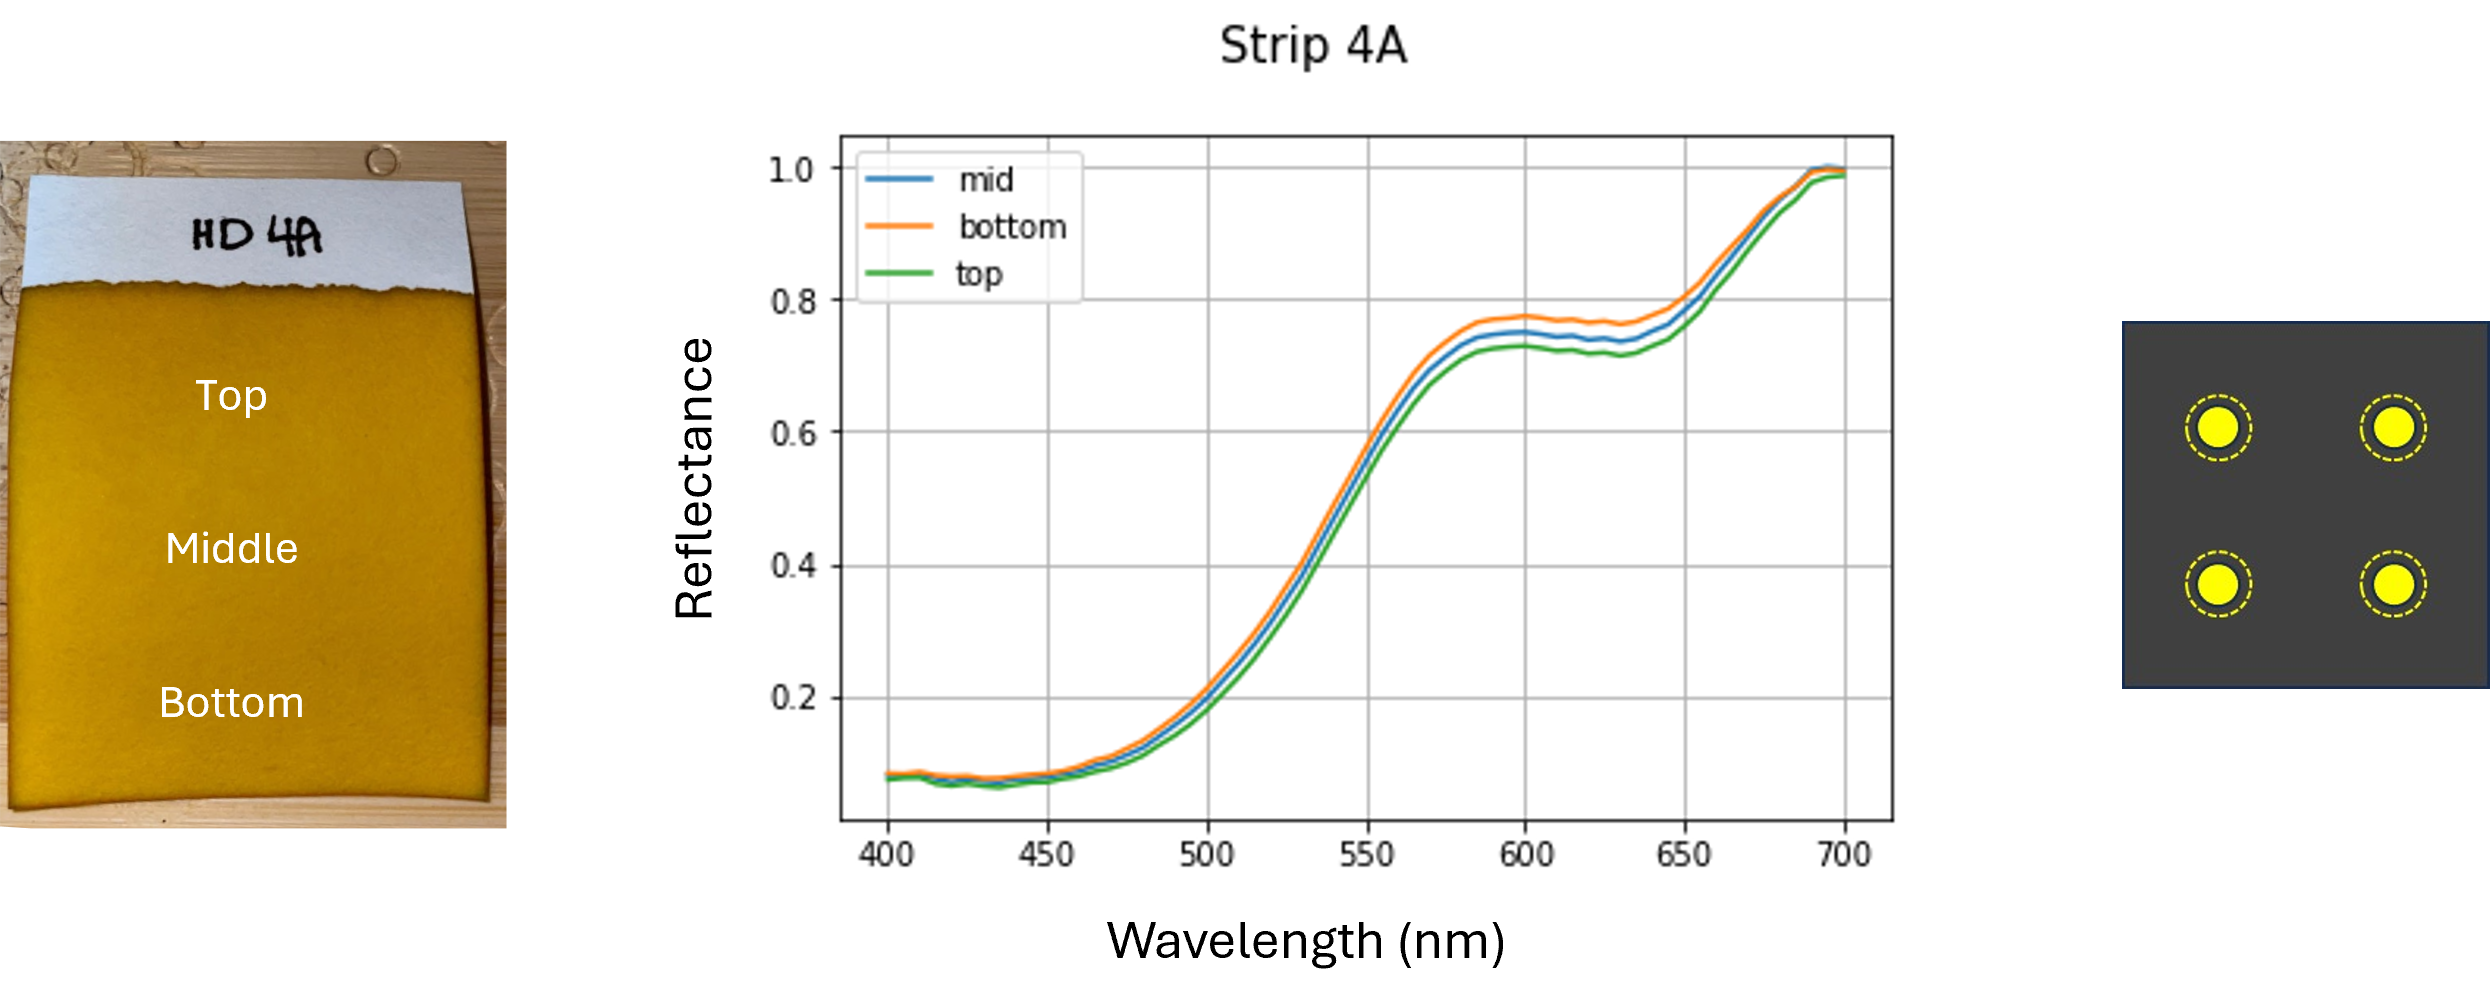 Strip 4A
HD 4A
Top
Middle
Bottom
Reflectance
1.0
0.8
0.6
0.4
0.2
mid
bottom
top
400 450 500 550 600 650 700
Wavelength (nm)